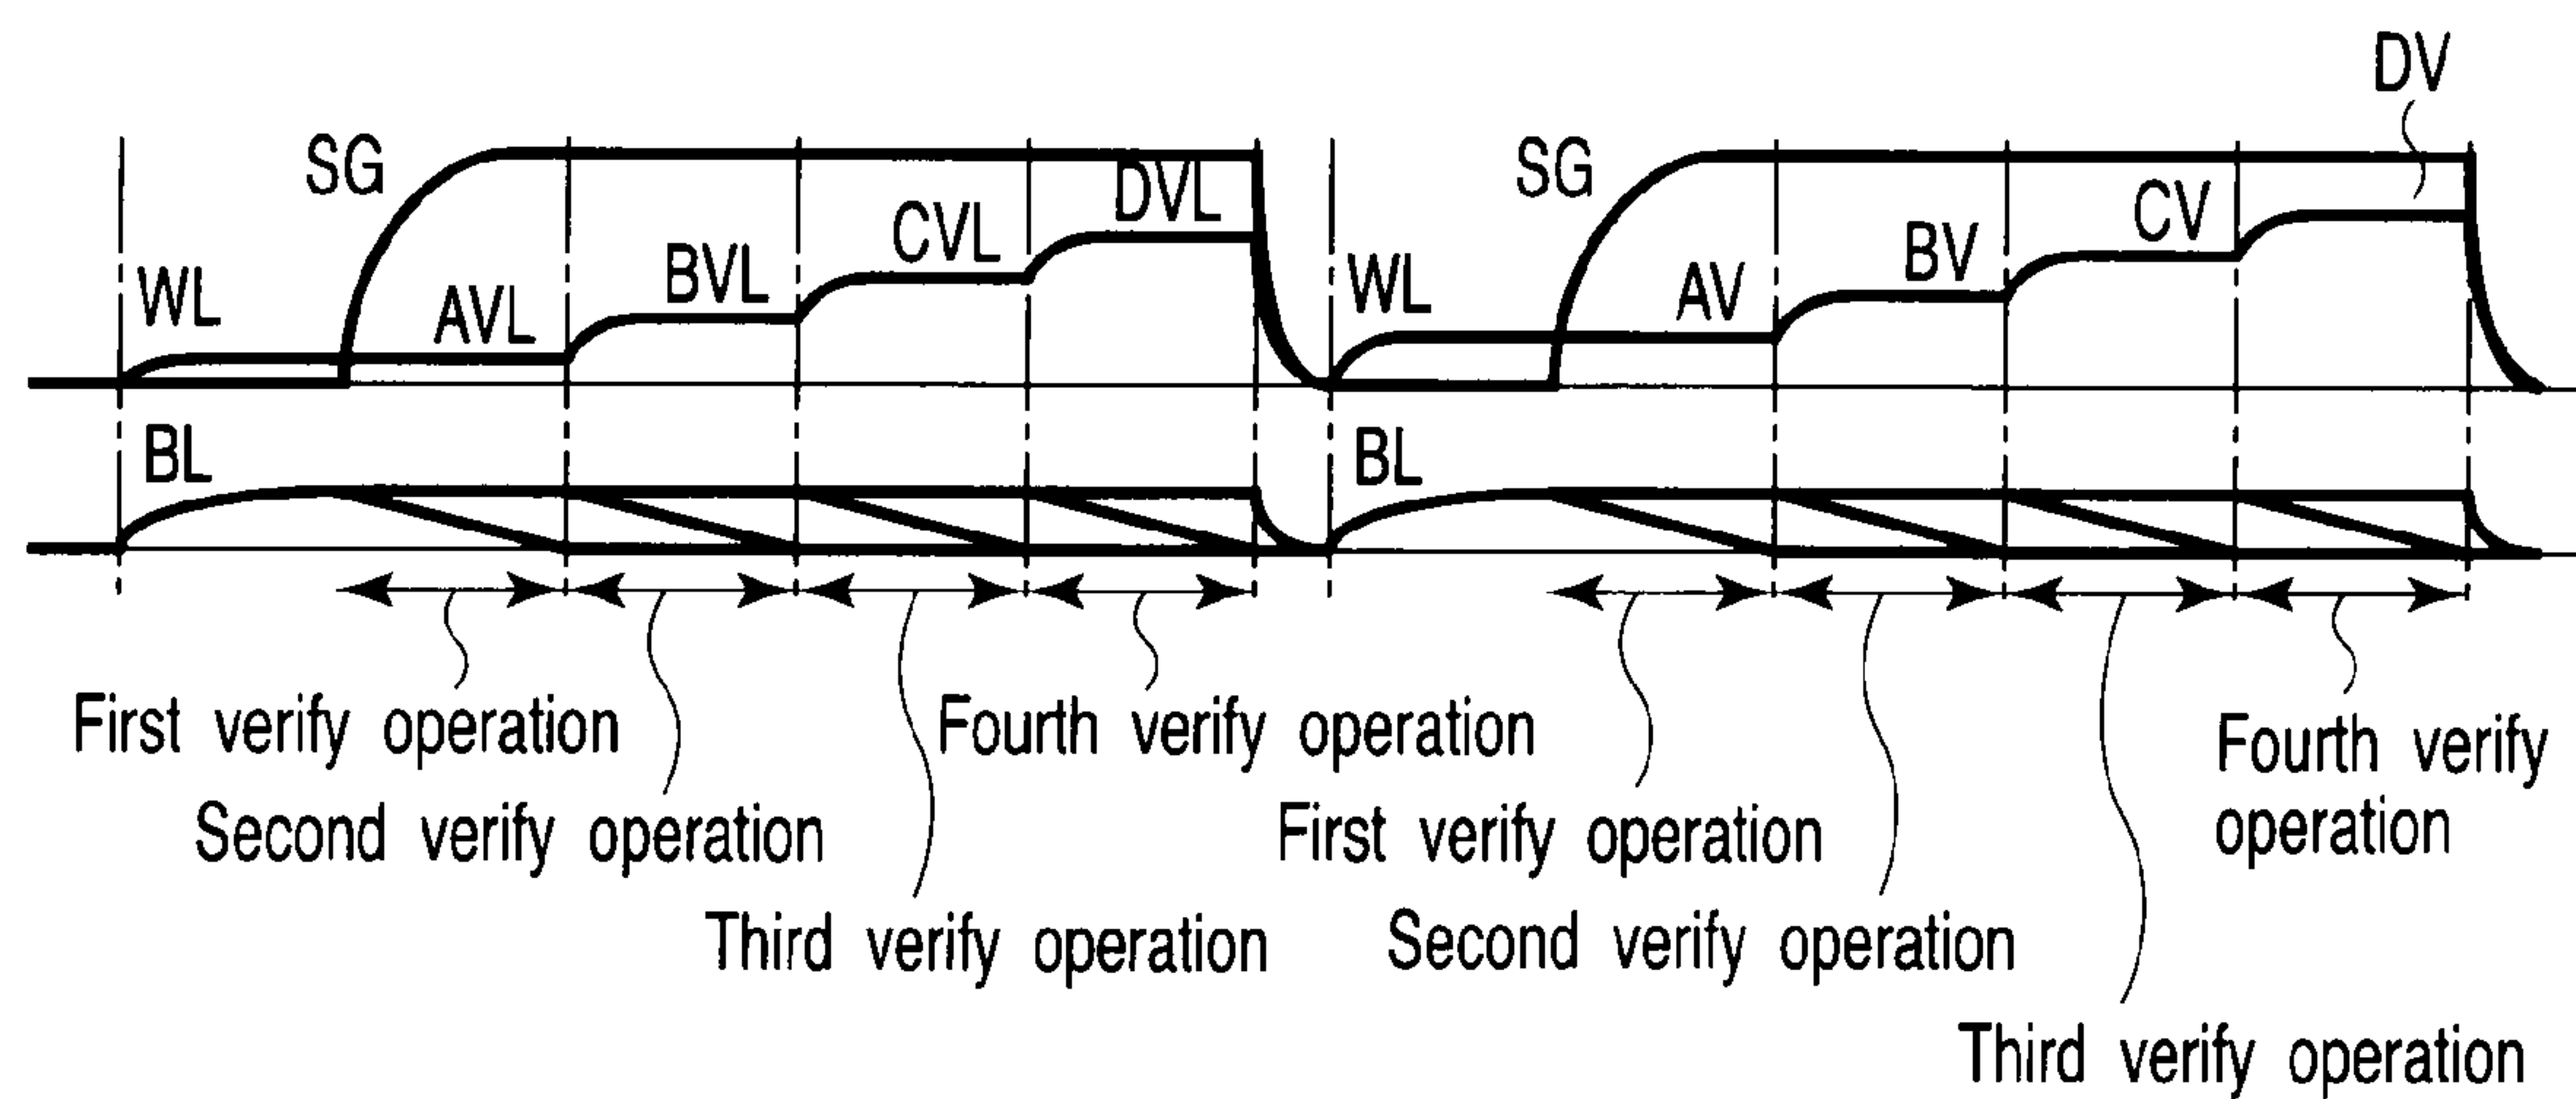 DV
SG
SG
DVL
CVL
CV
BVL
BV
WL
AVL
WL
AV
BL
BL
First verify operation
Fourth verify operation
Fourth verify
operation
Second verify operation
First verify operation
Third verify operation
Second verify operation
Third verify operation